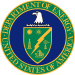 DEPARTMENT OF ENERGY
UNITED STATES OF AMERICA